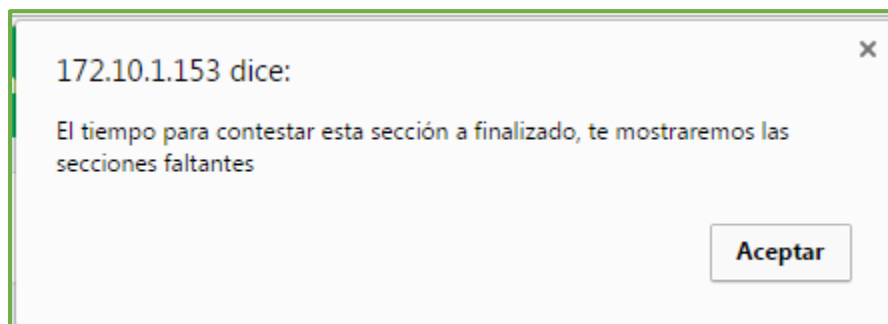 172.10.1.153 dice:
El tiempo para contestar esta sección a finalizado, te mostraremos las
secciones faltantes
Aceptar